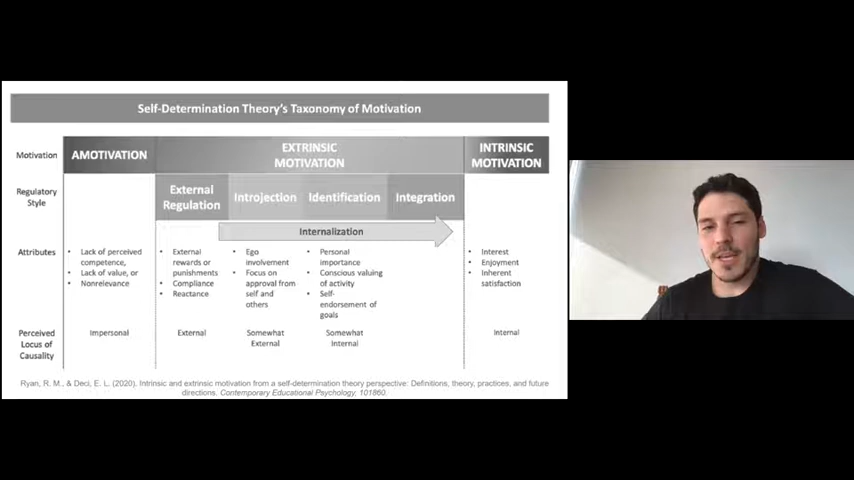 Self-Determination Theory's Taxonomy of Motivation
Motivation
AMOTIVATION
EXTRINSIC
MOTIVATION
INTRINSIC
MOTIVATION
Regulatory
Style
External
Regulation
Introjection
Identification
Integration
Internalization
Attributes
• Lack of perceived
competence,
• Lack of value, or
• Nonrelevance
• External
rewards or
punishments
• Compliance
• Reactance
• Ego
involvement
• Focus on
approval from
self and
others
• Personal
importance
• Conscious valuing
of activity
• Self-
endorsement of
goals
• Interest
• Enjoyment
• Inherent
satisfaction
Perceived
Locus of
Causality
Impersonal
External
Somewhat
External
Somewhat
Internal
Internal
Ryan, R. M., & Deci, E. L. (2020). Intrinsic and extrinsic motivation from a self-determination theory perspective: Definitions, theory, practices, and future
directions. Contemporary Educational Psychology, 101860.